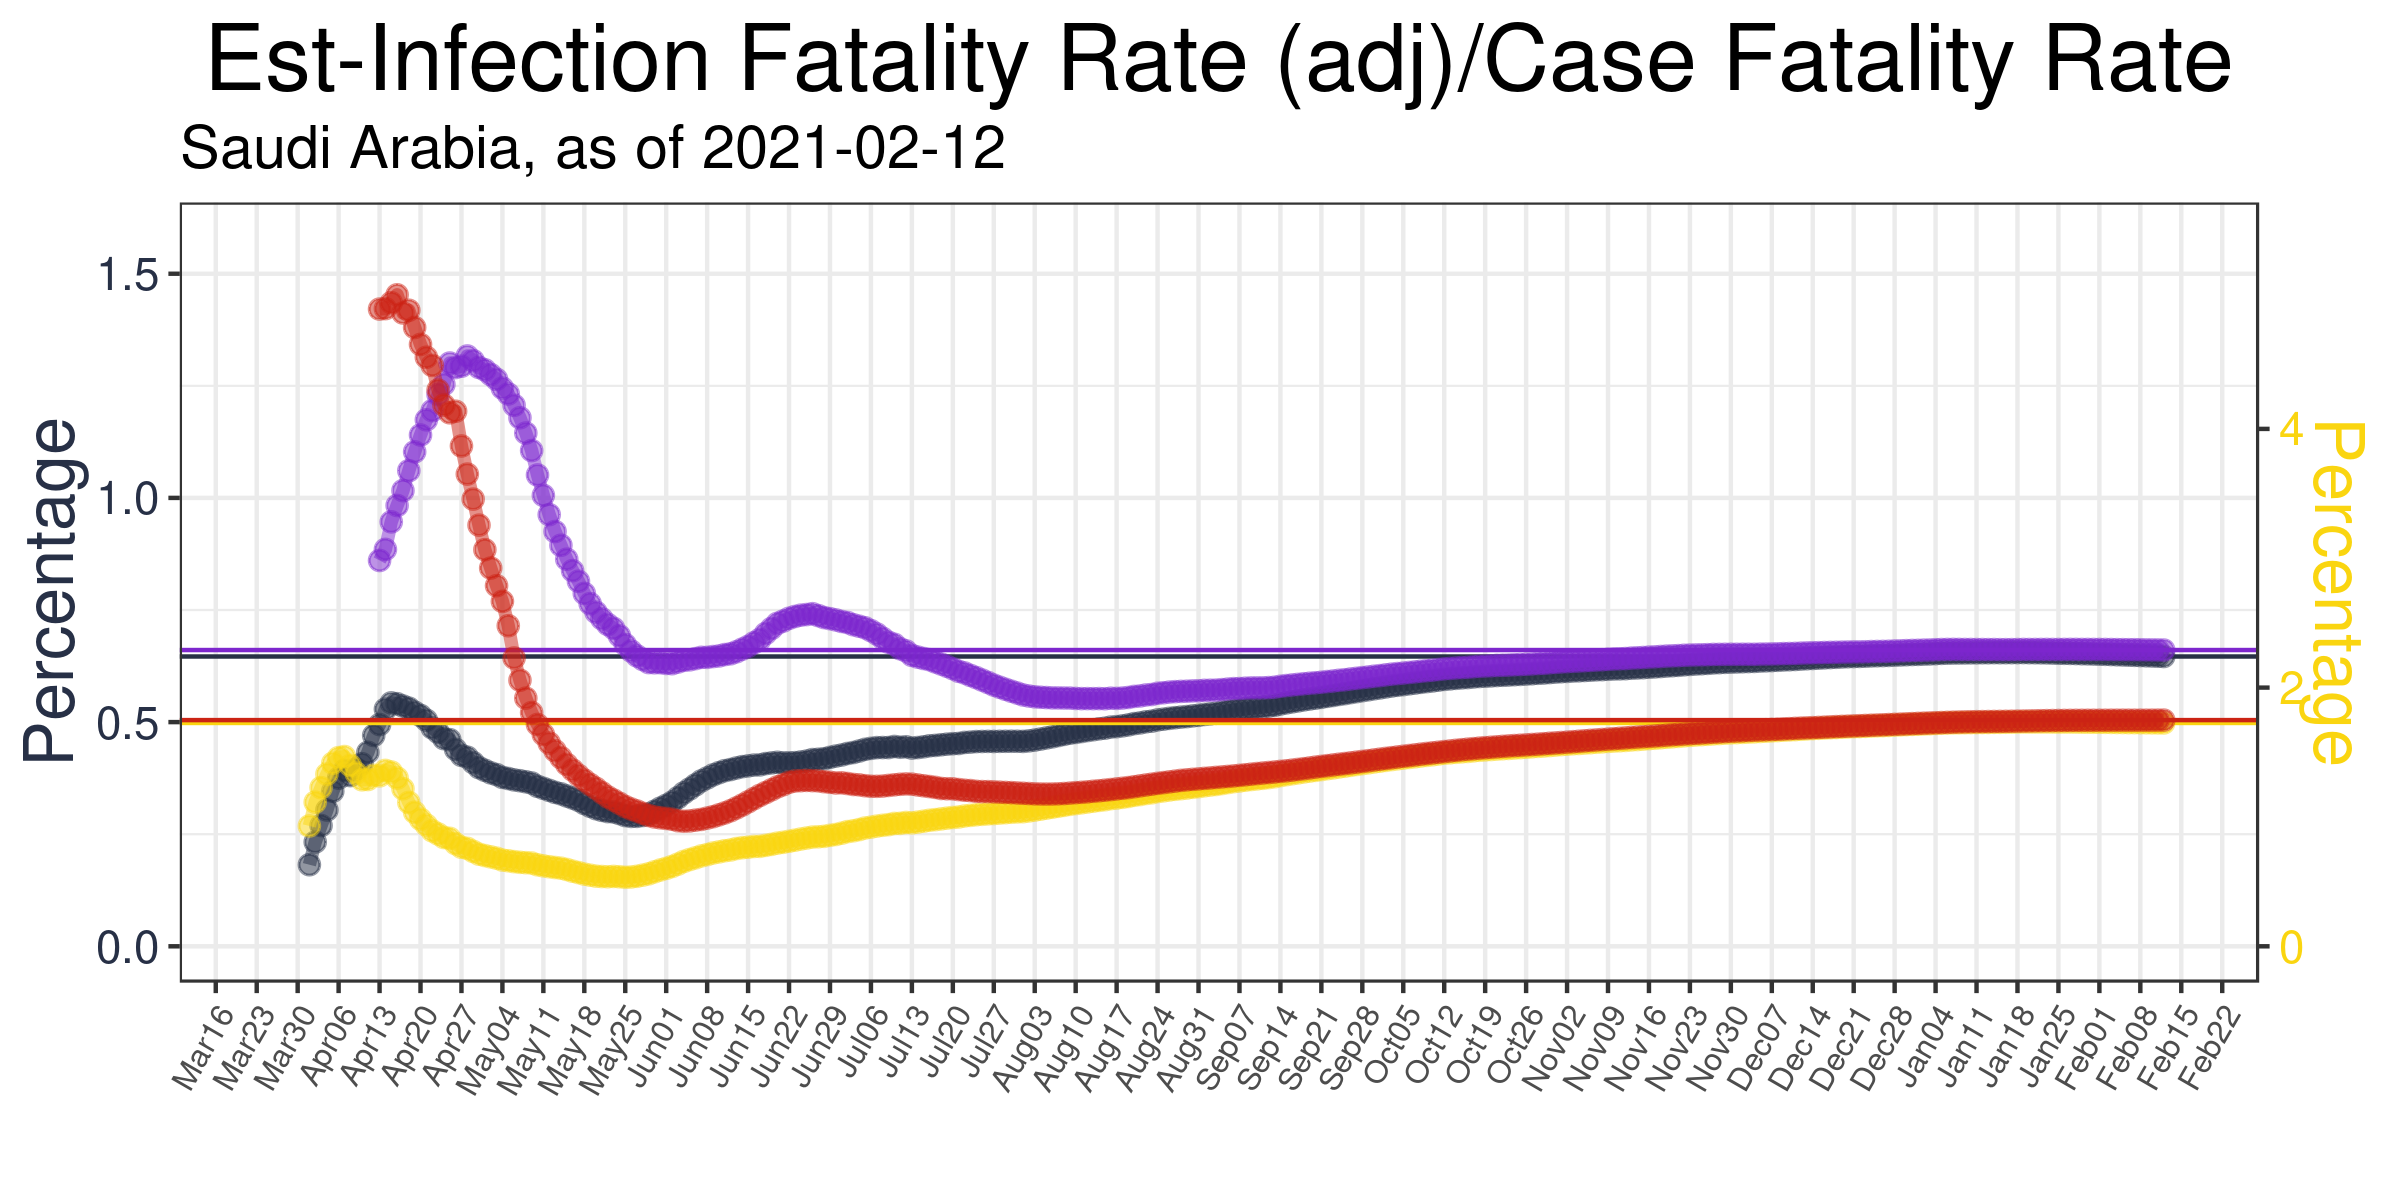 Est-Infection Fatality Rate (adj)/Case Fatality Rate
Saudi Arabia, as of 2021-02-12
Percentage
1.5
1.0
0.5
0.0
4
2
0
Percentage
Mar16 Mar23 Mar30 Apr06 Apr13 Apr20 Apr27 May04 May11 May18 May25 Jun01 Jun08 Jun15 Jun22 Jun29 Jul06 Jul13 Jul20 Jul27 Aug03 Aug10 Aug17 Aug24 Aug31 Sep07 Sep14 Sep21 Sep28 Oct05 Oct12 Oct19 Oct26 Nov02 Nov09 Nov16 Nov23 Nov30 Dec07 Dec14 Dec21 Dec28 Jan04 Jan11 Jan18 Jan25 Feb01 Feb08 Feb15 Feb22